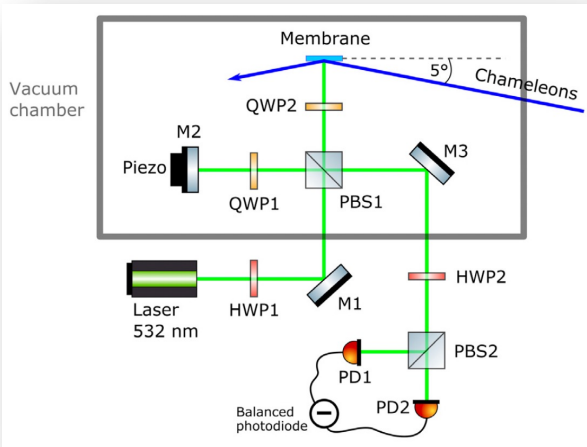 Membrane
5°
Chameleons
Vacuum
chamber
QWP2
M2
M3
Piezo
QWP1
PBS1
HWP2
Laser
532 nm
HWP1
M1
PBS2
PD1
Balanced
photodiode
PD2